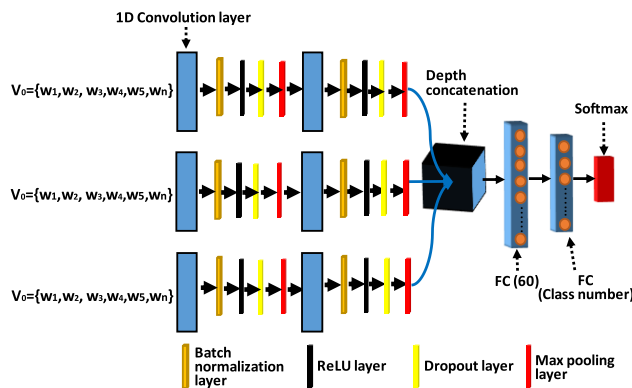 1D Convolution layer
V₀={w₁,w₂, w₃,w₄,w5,wₙ}
Depth
concatenation
Softmax
V₀={w₁,w₂, w₃,w₄,w5,wₙ}
V₀={w₁,w₂, w₃,w₄,w5,wₙ}
FC (60)
FC
(Class number)
Batch
normalization
layer
ReLU layer
Dropout layer
Max pooling
layer